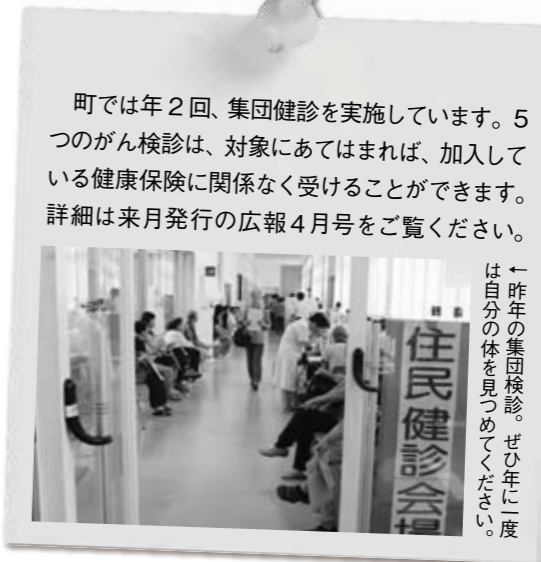 町では年2回、集団健診を実施しています。5
つのがん検診は、対象にあてはまれば、加入して
いる健康保険に関係なく受けることができます。
詳細は来月発行の広報4月号をご覧ください。
←昨年の集団検診。ぜひ年に一度
は自分の体を見つめてください。
住民健診会場